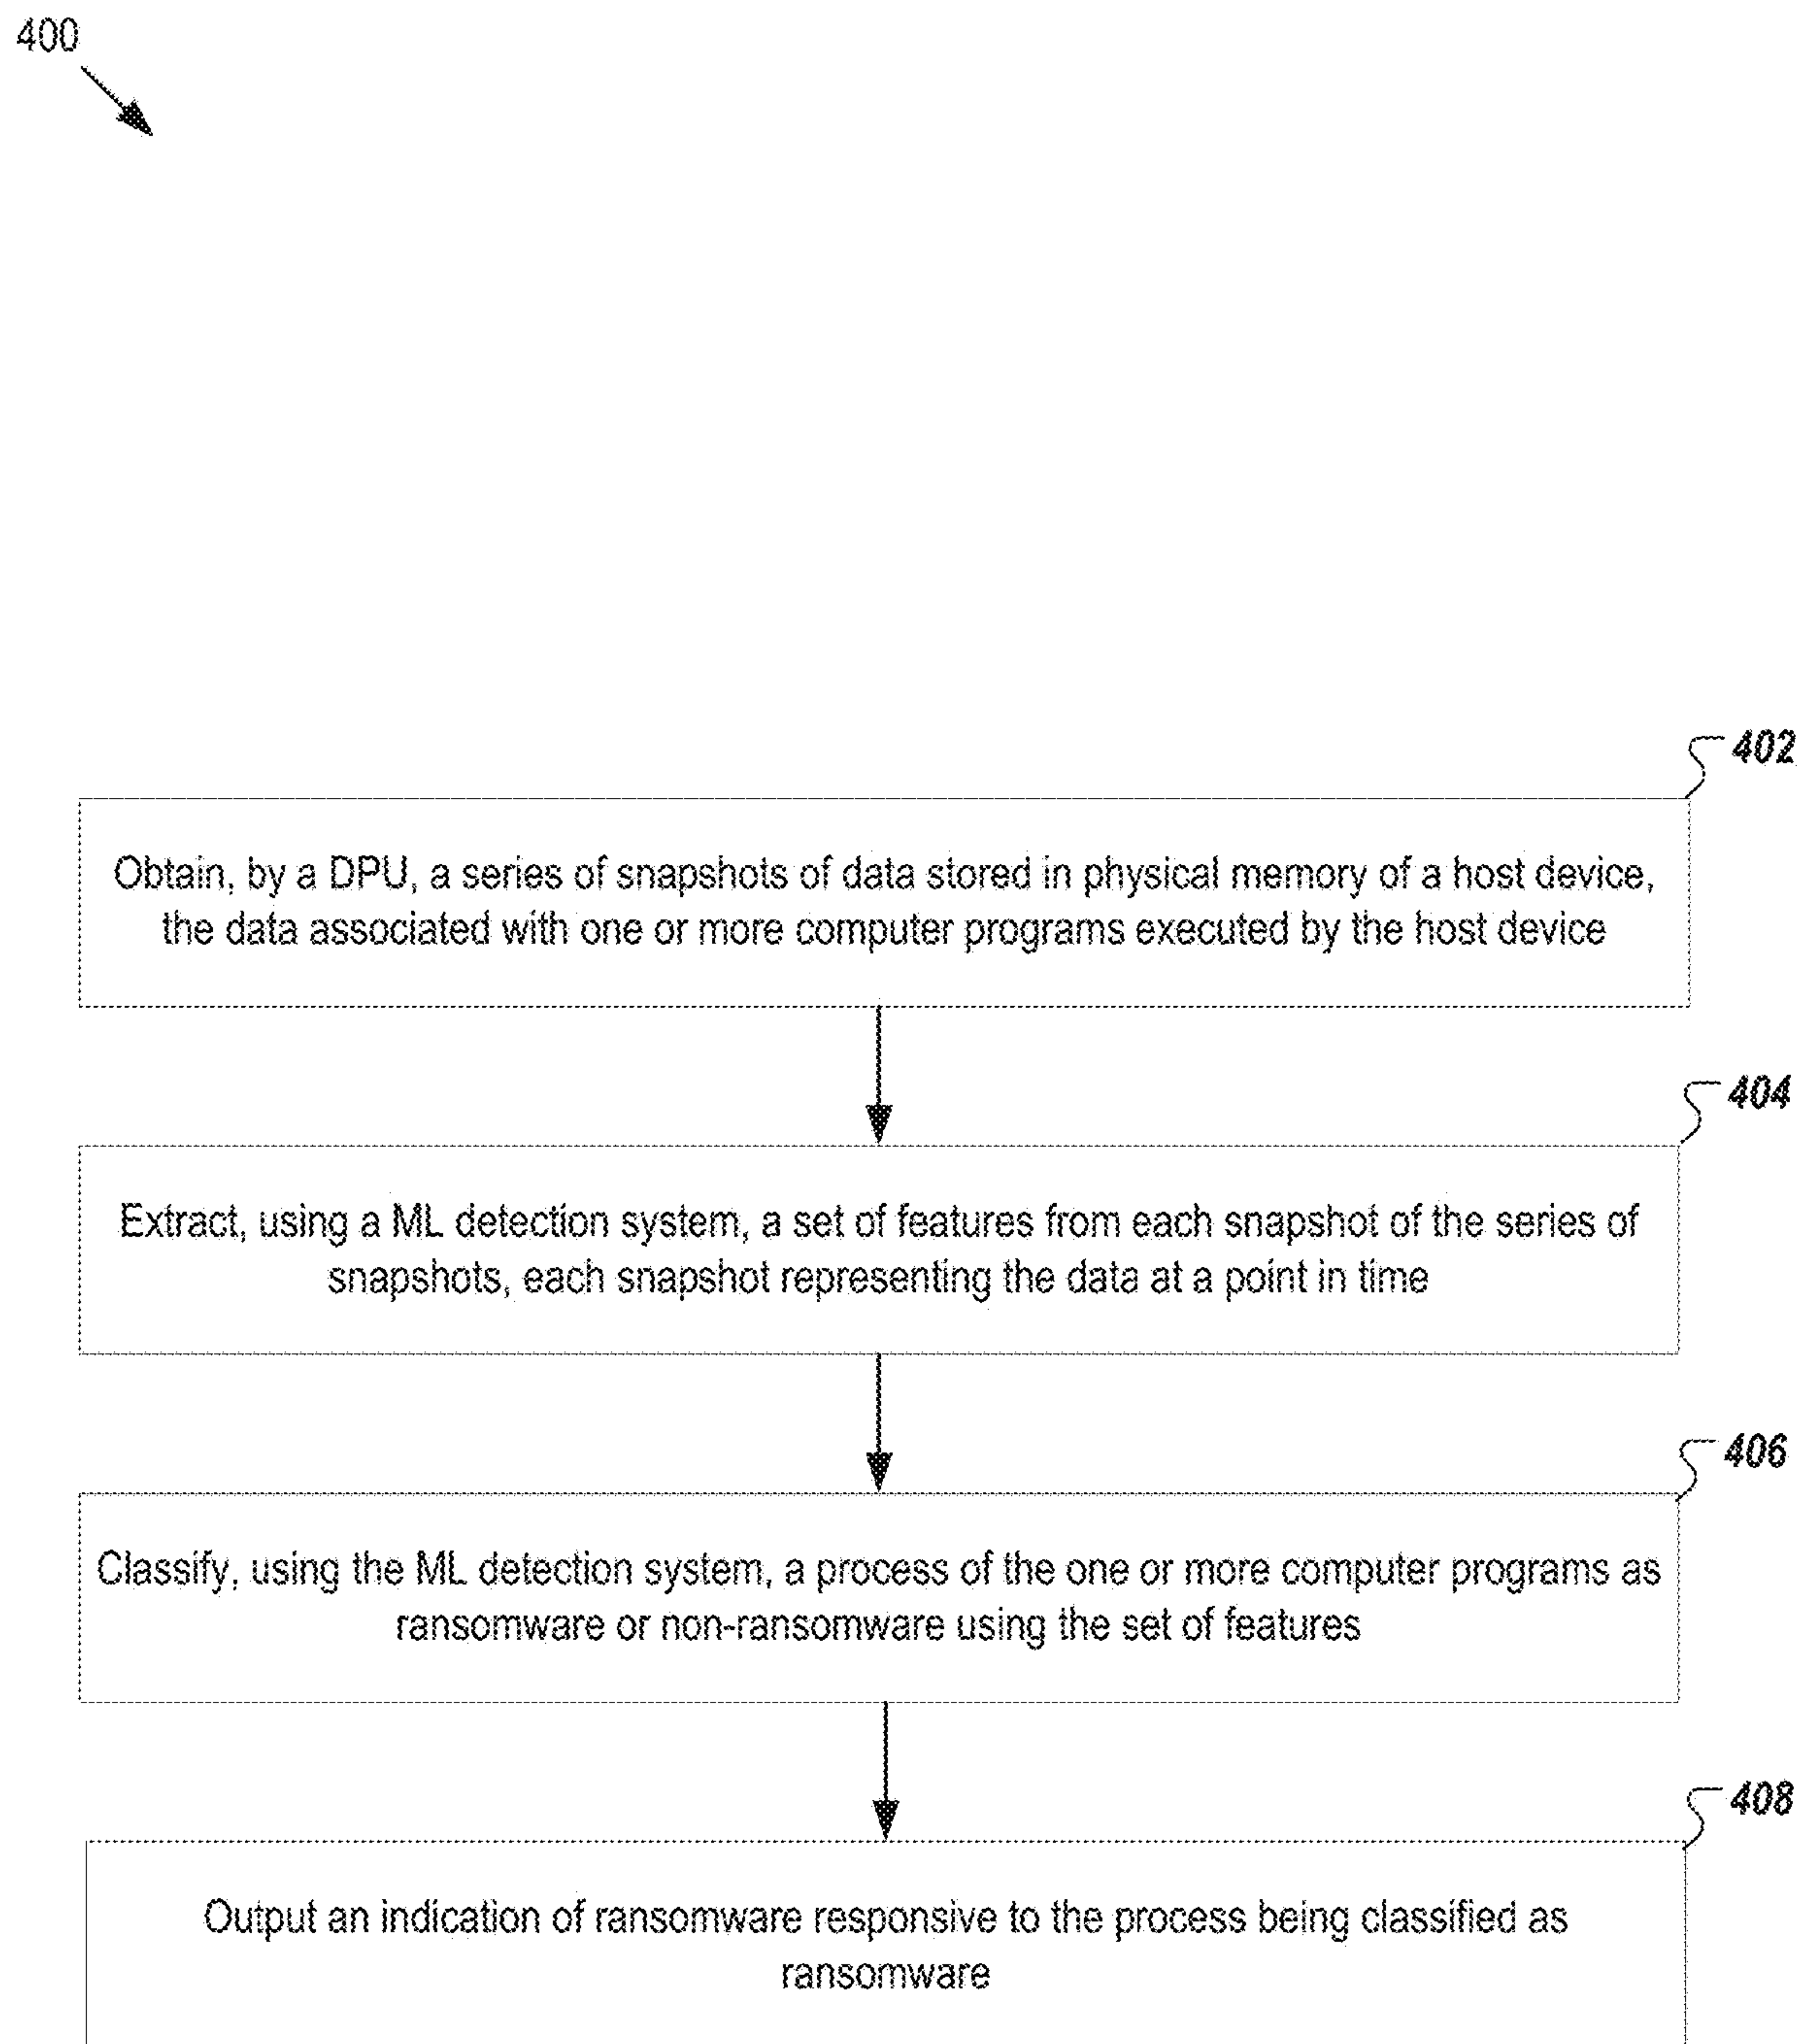 400
402
Obtain, by a DPU, a series of snapshots of data stored in physical memory of a host device,
the data associated with one or more computer programs executed by the host device
404
Extract, using a ML detection system, a set of features from each snapshot of the series of
snapshots, each snapshot representing the data at a point in time
406
Classify, using the ML detection system, a process of the one or more computer programs as
ransomware or non-ransomware using the set of features
408
Output an indication of ransomware responsive to the process being classified as
ransomware